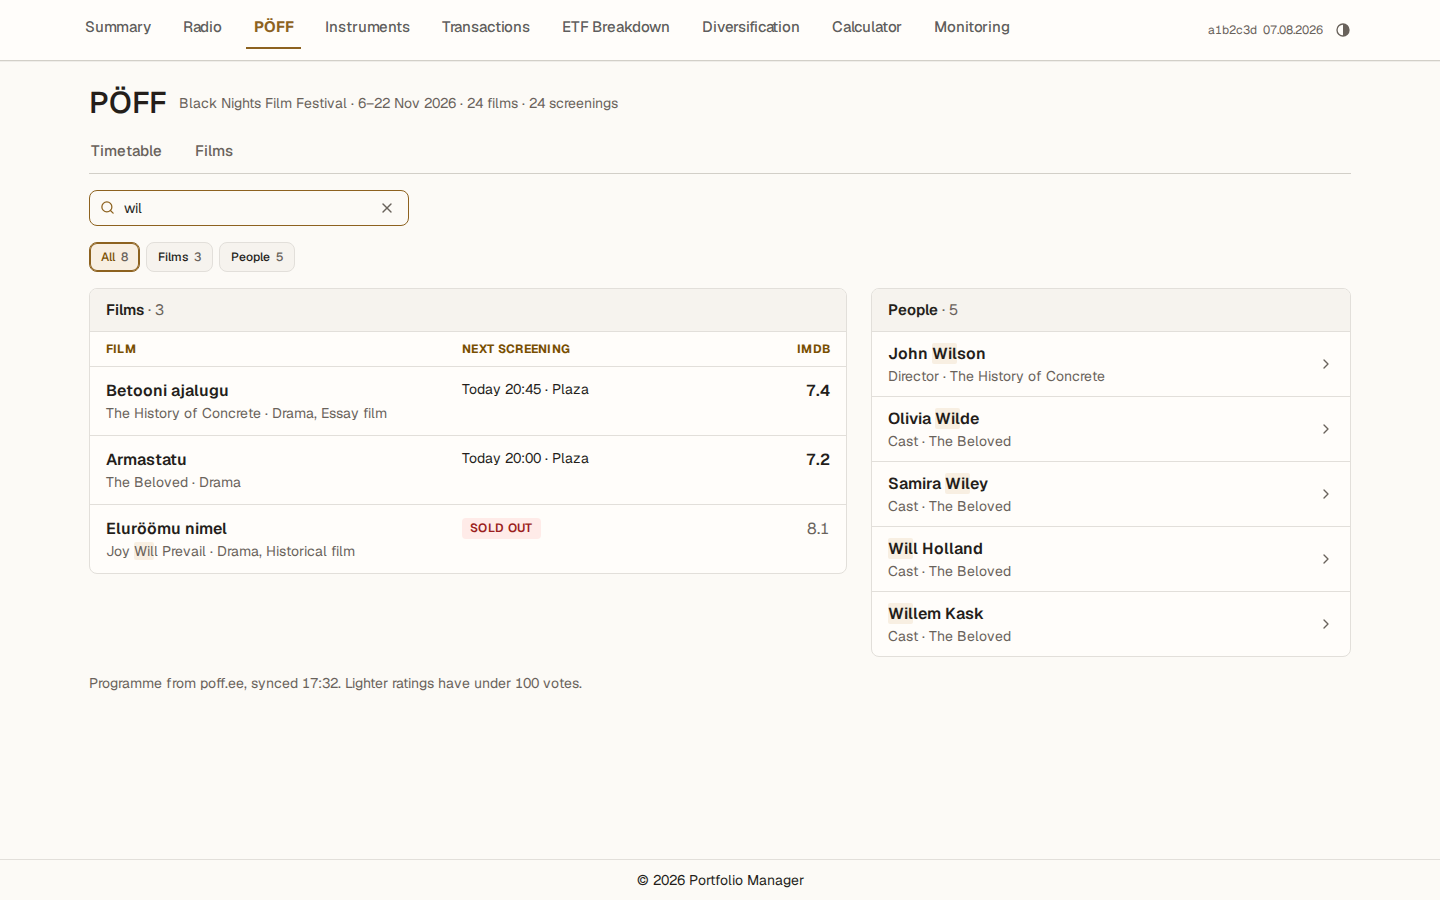 Summary Radio PÖFF Instruments Transactions ETF Breakdown Diversification Calculator Monitoring a1b2c3d 07.08.2026
PÖFF Black Nights Film Festival · 6–22 Nov 2026 · 24 films · 24 screenings
Timetable Films
wil
All 8 Films 3 People 5
Films · 3
FILM NEXT SCREENING IMDB
Betooni ajalugu Today 20:45 · Plaza 7.4
The History of Concrete · Drama, Essay film
Armastatu Today 20:00 · Plaza 7.2
The Beloved · Drama
Eluröömu nimel SOLD OUT 8.1
Joy Will Prevail · Drama, Historical film
People · 5
John Wilson
Director · The History of Concrete
Olivia Wilde
Cast · The Beloved
Samira Wiley
Cast · The Beloved
Will Holland
Cast · The Beloved
Willem Kask
Cast · The Beloved
Programme from poff.ee, synced 17:32. Lighter ratings have under 100 votes.
© 2026 Portfolio Manager